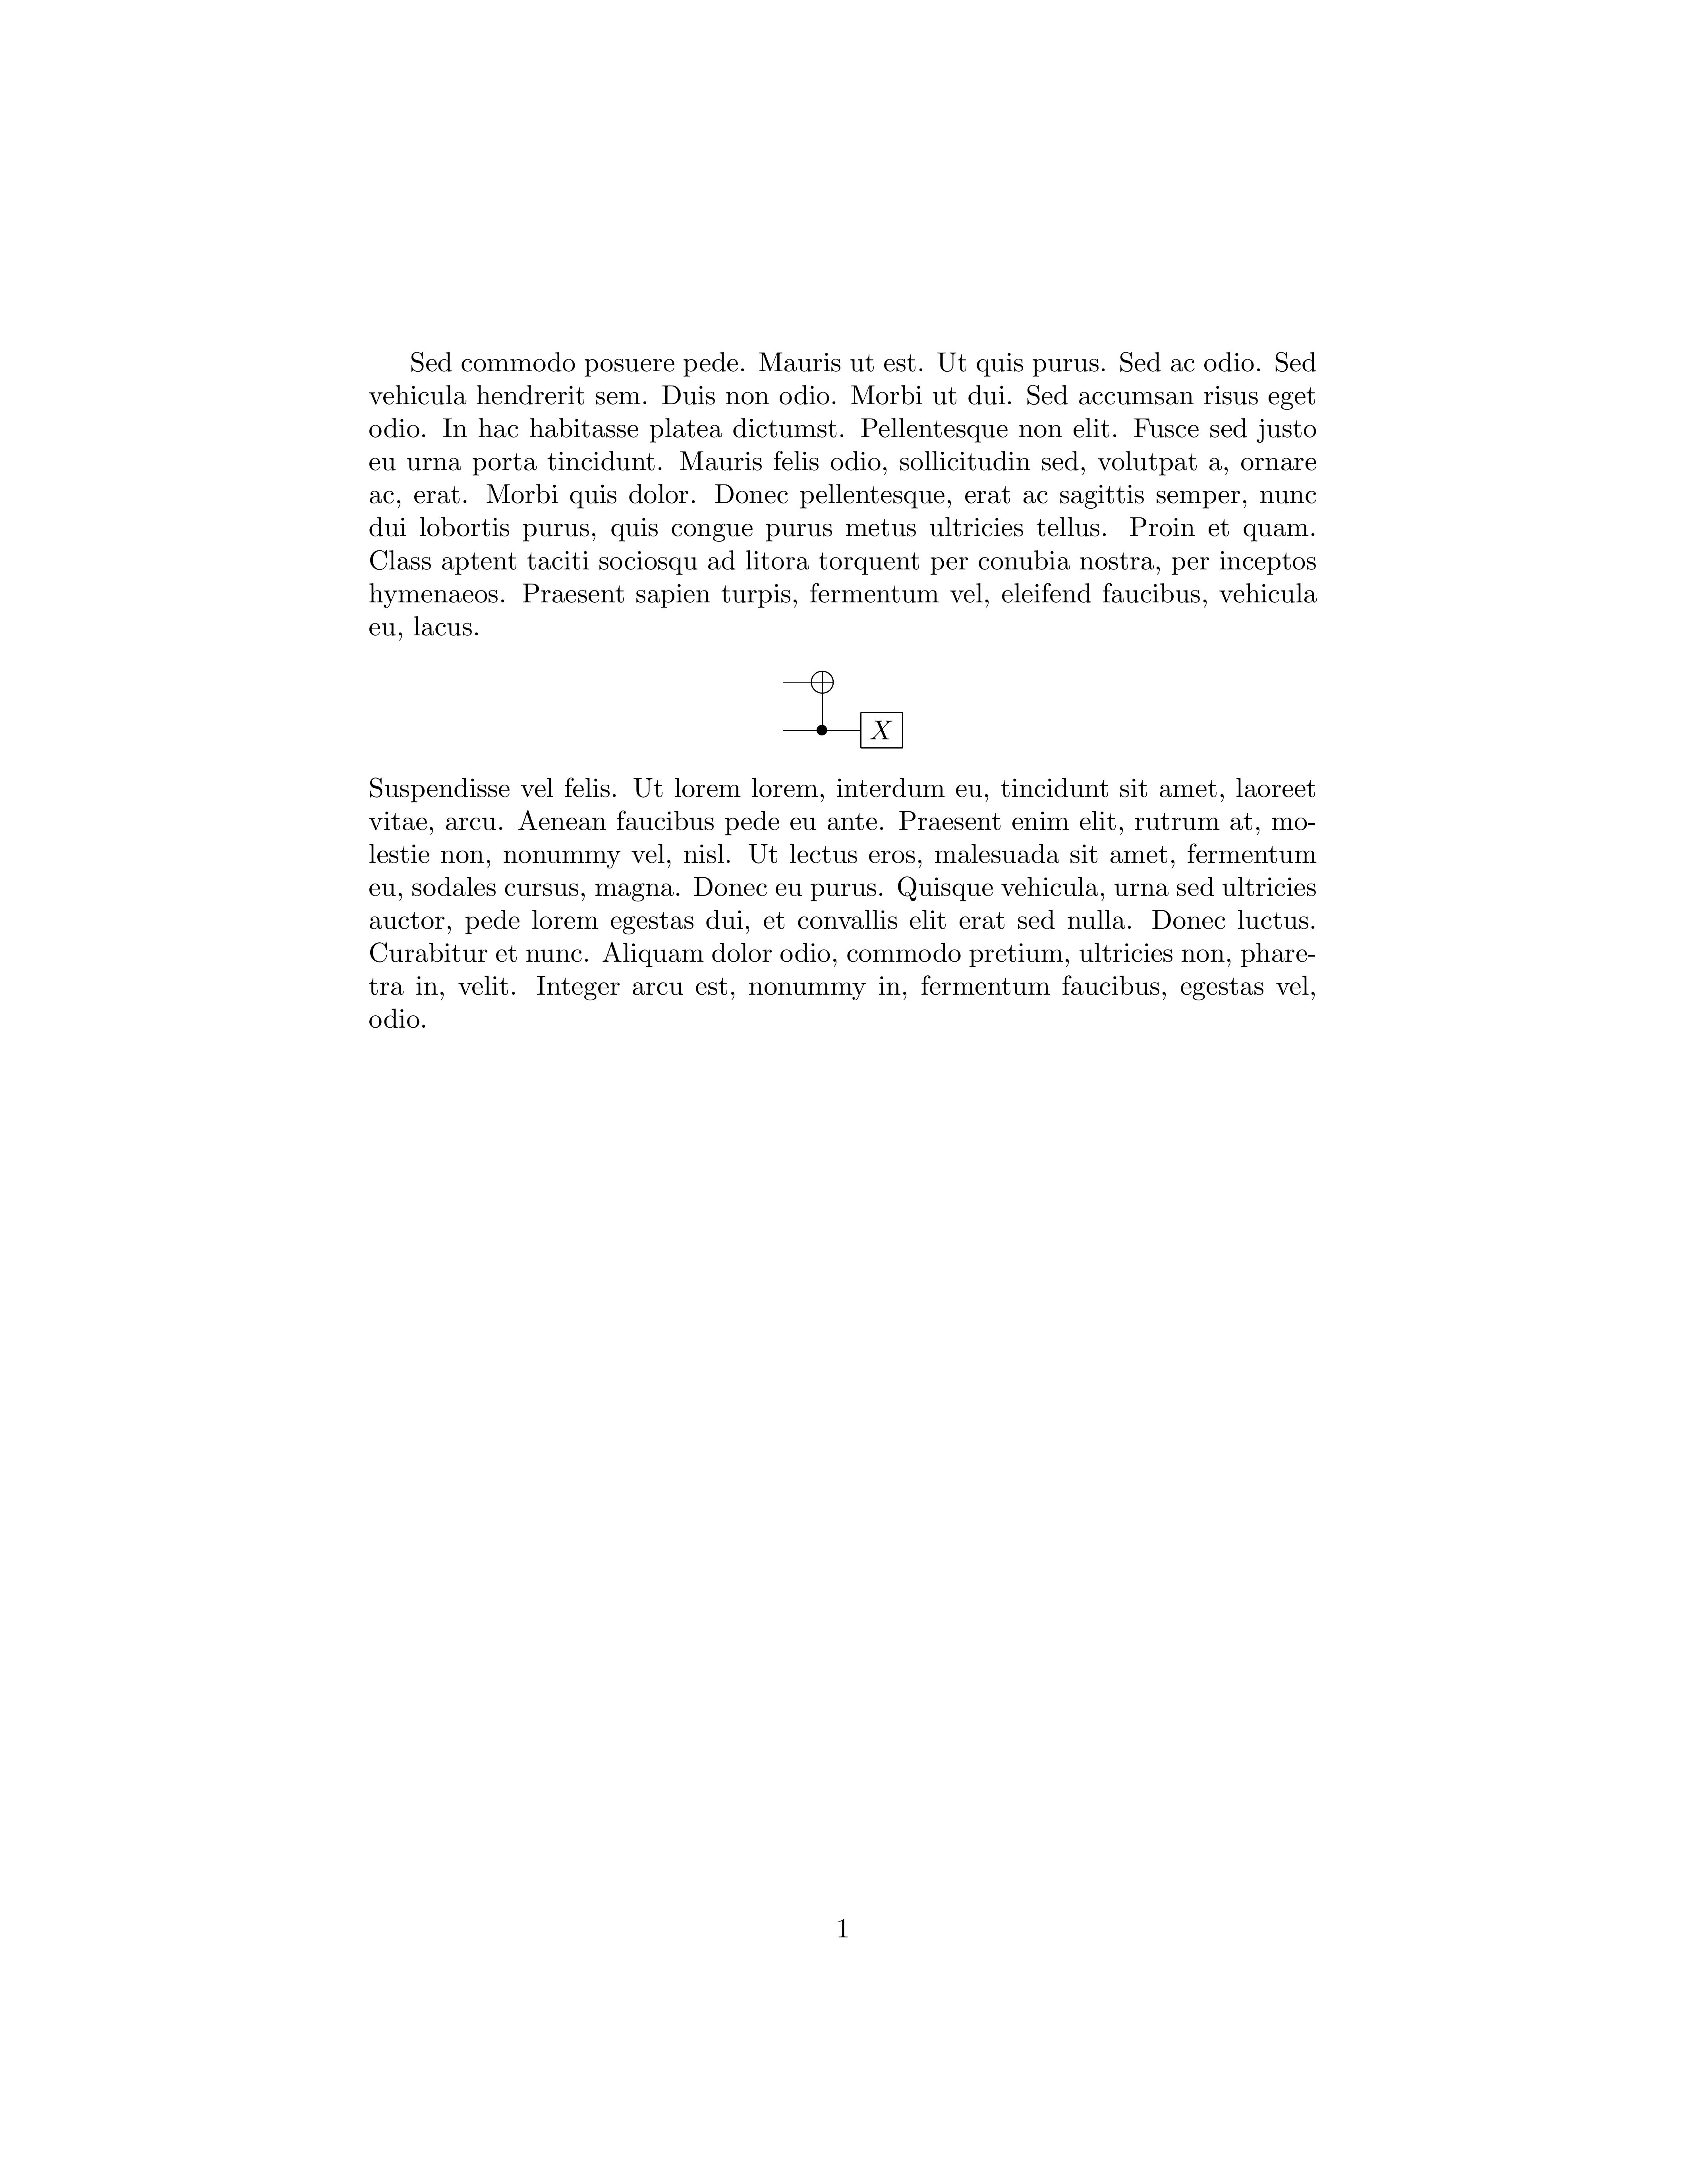 Sed commodo posuere pede. Mauris ut est. Ut quis purus. Sed ac odio. Sed
vehicula hendrerit sem. Duis non odio. Morbi ut dui. Sed accumsan risus eget
odio. In hac habitasse platea dictumst. Pellentesque non elit. Fusce sed justo
eu urna porta tincidunt. Mauris felis odio, sollicitudin sed, volutpat a, ornare
ac, erat. Morbi quis dolor. Donec pellentesque, erat ac sagittis semper, nunc
dui lobortis purus, quis congue purus metus ultricies tellus. Proin et quam.
Class aptent taciti sociosqu ad litora torquent per conubia nostra, per inceptos
hymenaeos. Praesent sapien turpis, fermentum vel, eleifend faucibus, vehicula
eu, lacus.
X
Suspendisse vel felis. Ut lorem lorem, interdum eu, tincidunt sit amet, laoreet
vitae, arcu. Aenean faucibus pede eu ante. Praesent enim elit, rutrum at, mo-
lestie non, nonummy vel, nisl. Ut lectus eros, malesuada sit amet, fermentum
eu, sodales cursus, magna. Donec eu purus. Quisque vehicula, urna sed ultricies
auctor, pede lorem egestas dui, et convallis elit erat sed nulla. Donec luctus.
Curabitur et nunc. Aliquam dolor odio, commodo pretium, ultricies non, phare-
tra in, velit. Integer arcu est, nonummy in, fermentum faucibus, egestas vel,
odio.
1